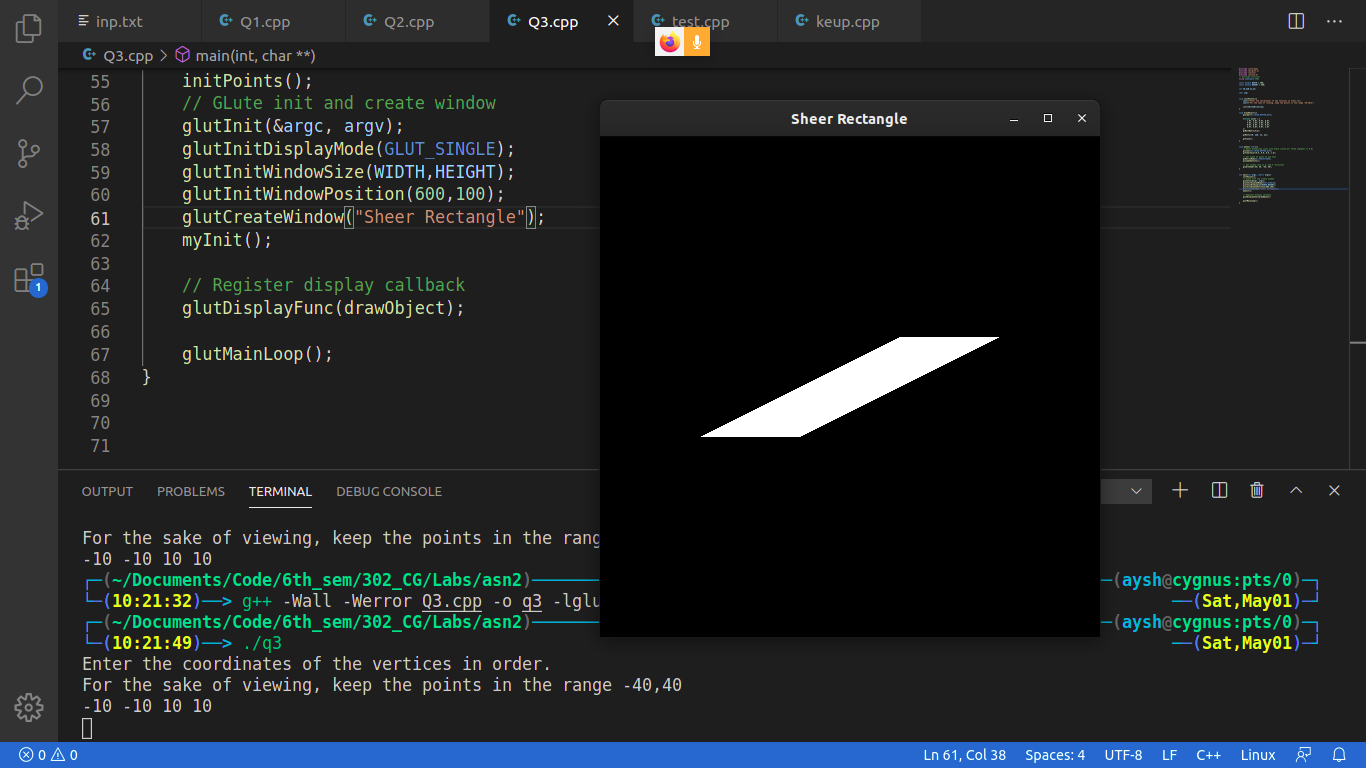 inp.txt
Q1.cpp
Q2.cpp
Q3.cpp
test.cpp
keup.cpp
Q3.cpp > main(int, char **)
55 initPoints();
56 // GLute init and create window
57 glutInit(&argc, argv);
58 glutInitDisplayMode(GLUT_SINGLE);
59 glutInitWindowSize(WIDTH,HEIGHT);
60 glutInitWindowPosition(600,100);
61 glutCreateWindow("Sheer Rectangle");
62 myInit();
63
64 // Register display callback
65 glutDisplayFunc(drawObject);
66
67 glutMainLoop();
68 }
69
70
71
Sheer Rectangle
1
OUTPUT PROBLEMS TERMINAL DEBUG CONSOLE
For the sake of viewing, keep the points in the rang
-10 -10 10 10
(~/Documents/Code/6th_sem/302_CG/Labs/asn2) (aysh@cygnus:pts/0)
(10:21:32)──> g++ -Wall -Werror Q3.cpp -o q3 -lglu (Sat,May01)
(~/Documents/Code/6th_sem/302_CG/Labs/asn2) (aysh@cygnus:pts/0)
(10:21:49)──> ./q3 (Sat,May01)
Enter the coordinates of the vertices in order.
For the sake of viewing, keep the points in the range -40,40
-10 -10 10 10
0 0 Ln 61, Col 38 Spaces: 4 UTF-8 LF C++ Linux